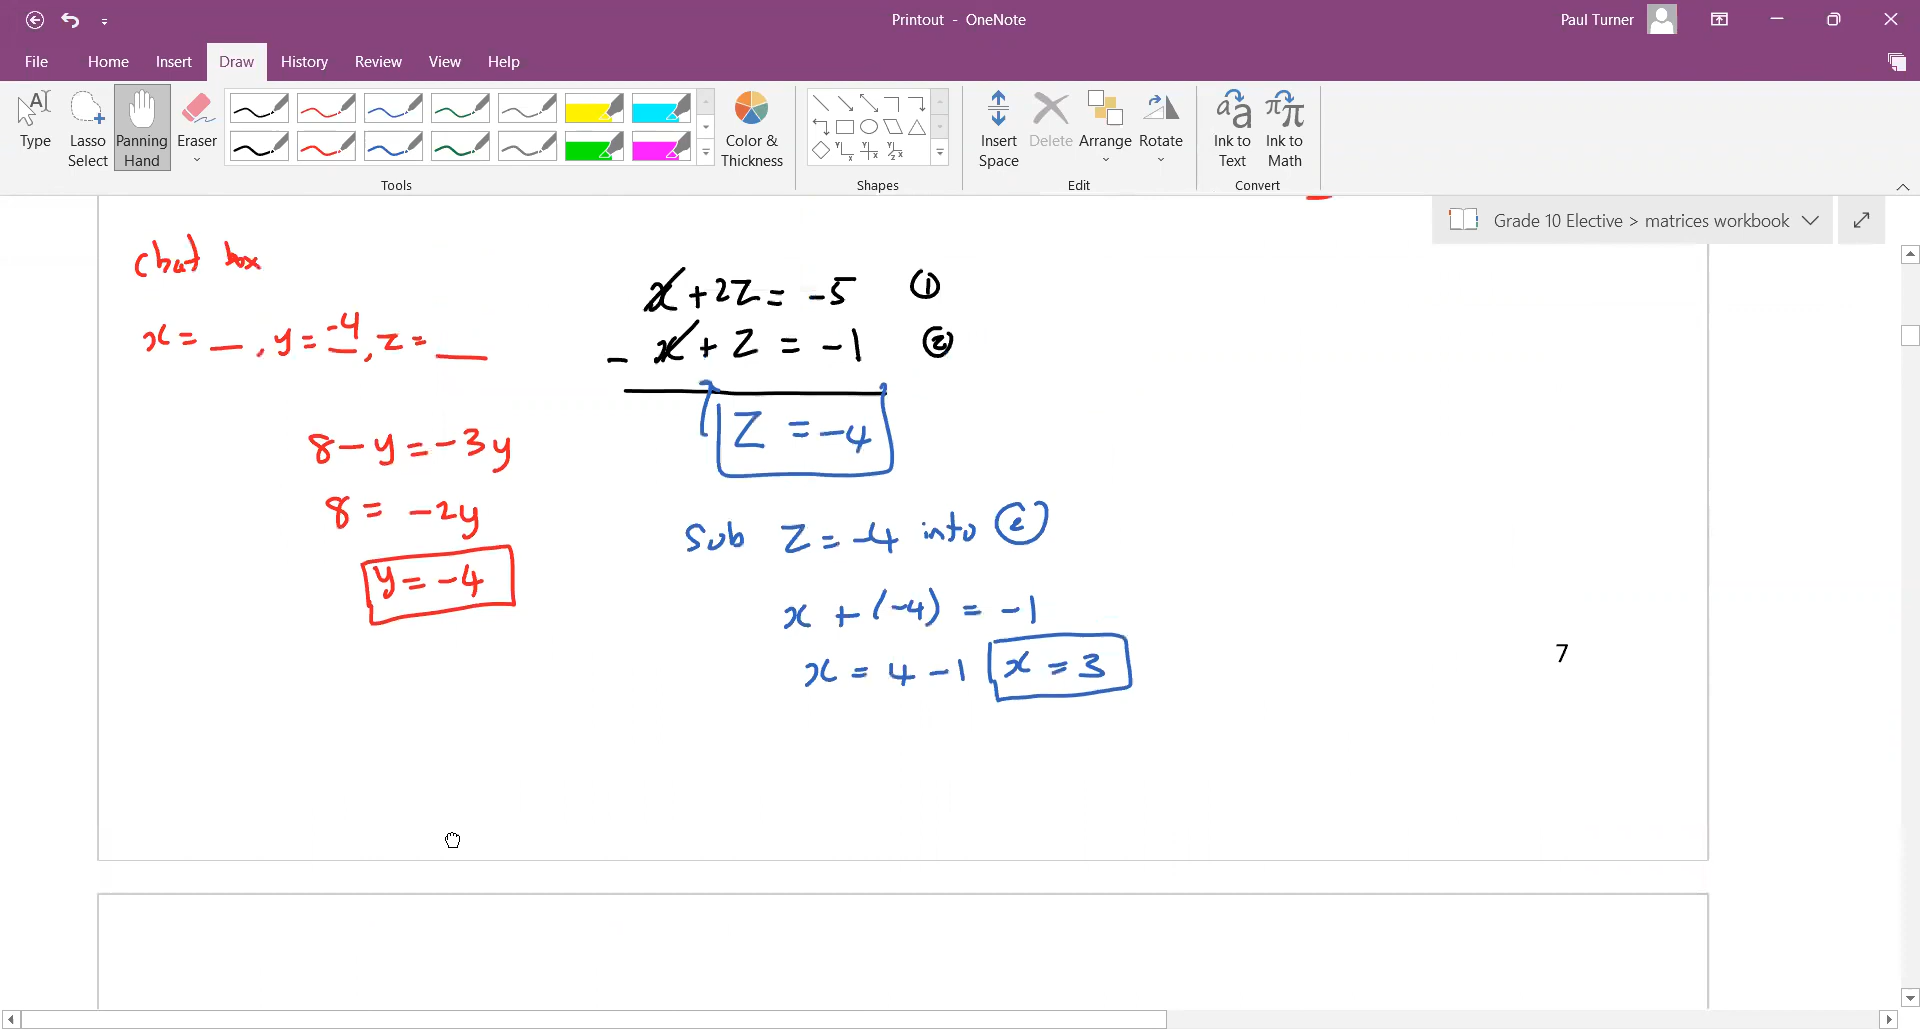 Printout - OneNote
Paul Turner
File Home Insert Draw History Review View Help
Type
Lasso Select
Panning Hand
Eraser
Color & Thickness
Insert Space
Delete
Arrange
Rotate
Ink to Text
Ink to Math
Tools
Shapes
Edit
Convert
Grade 10 Elective > matrices workbook
Chat box
x = __, y = -4, z = __
8 - y = -3y
8 = -2y
y = -4
x + 2z = -5 ①
- x + z = -1 ②
z = -4
Sub z = -4 into ②
x + (-4) = -1
x = 4 - 1 x = 3
7